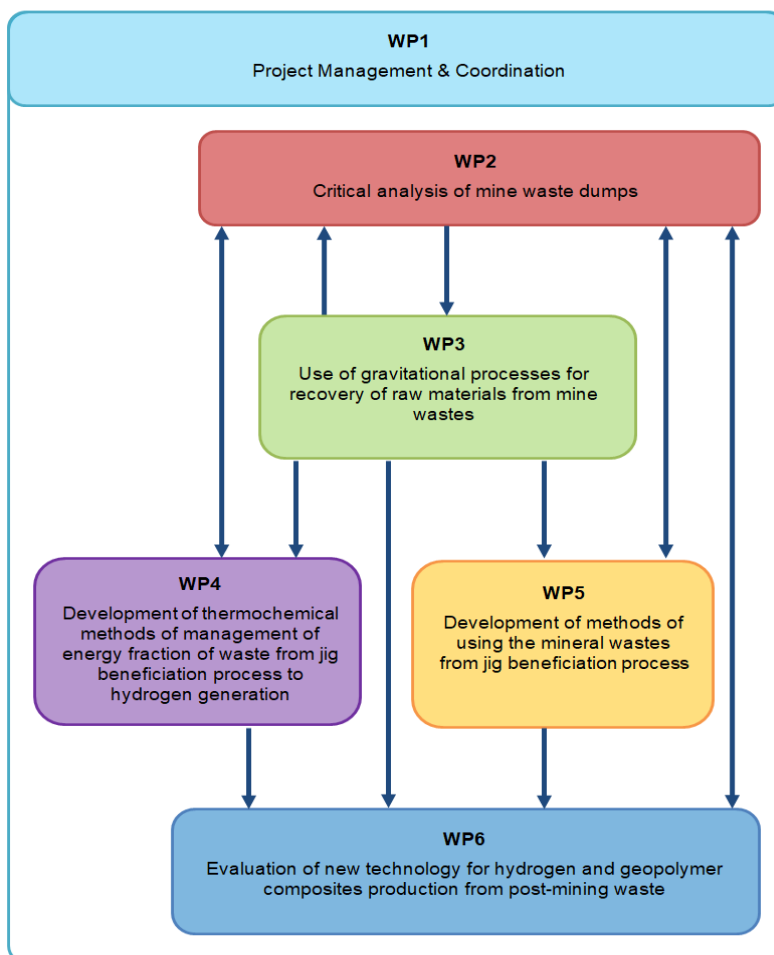 WP1
Project Management & Coordination
WP2
Critical analysis of mine waste dumps
WP3
Use of gravitational processes for
recovery of raw materials from mine
wastes
WP4
Development of thermochemical
methods of management of
energy fraction of waste from jig
beneficiation process to
hydrogen generation
WP5
Development of methods of
using the mineral wastes
from jig beneficiation process
WP6
Evaluation of new technology for hydrogen and geopolymer
composites production from post-mining waste